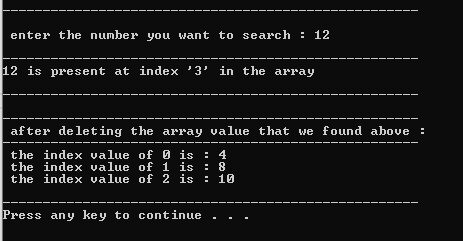 enter the number you want to search : 12
12 is present at index '3' in the array
after deleting the array value that we found above :
the index value of 0 is : 4
the index value of 1 is : 8
the index value of 2 is : 10
Press any key to continue . . .